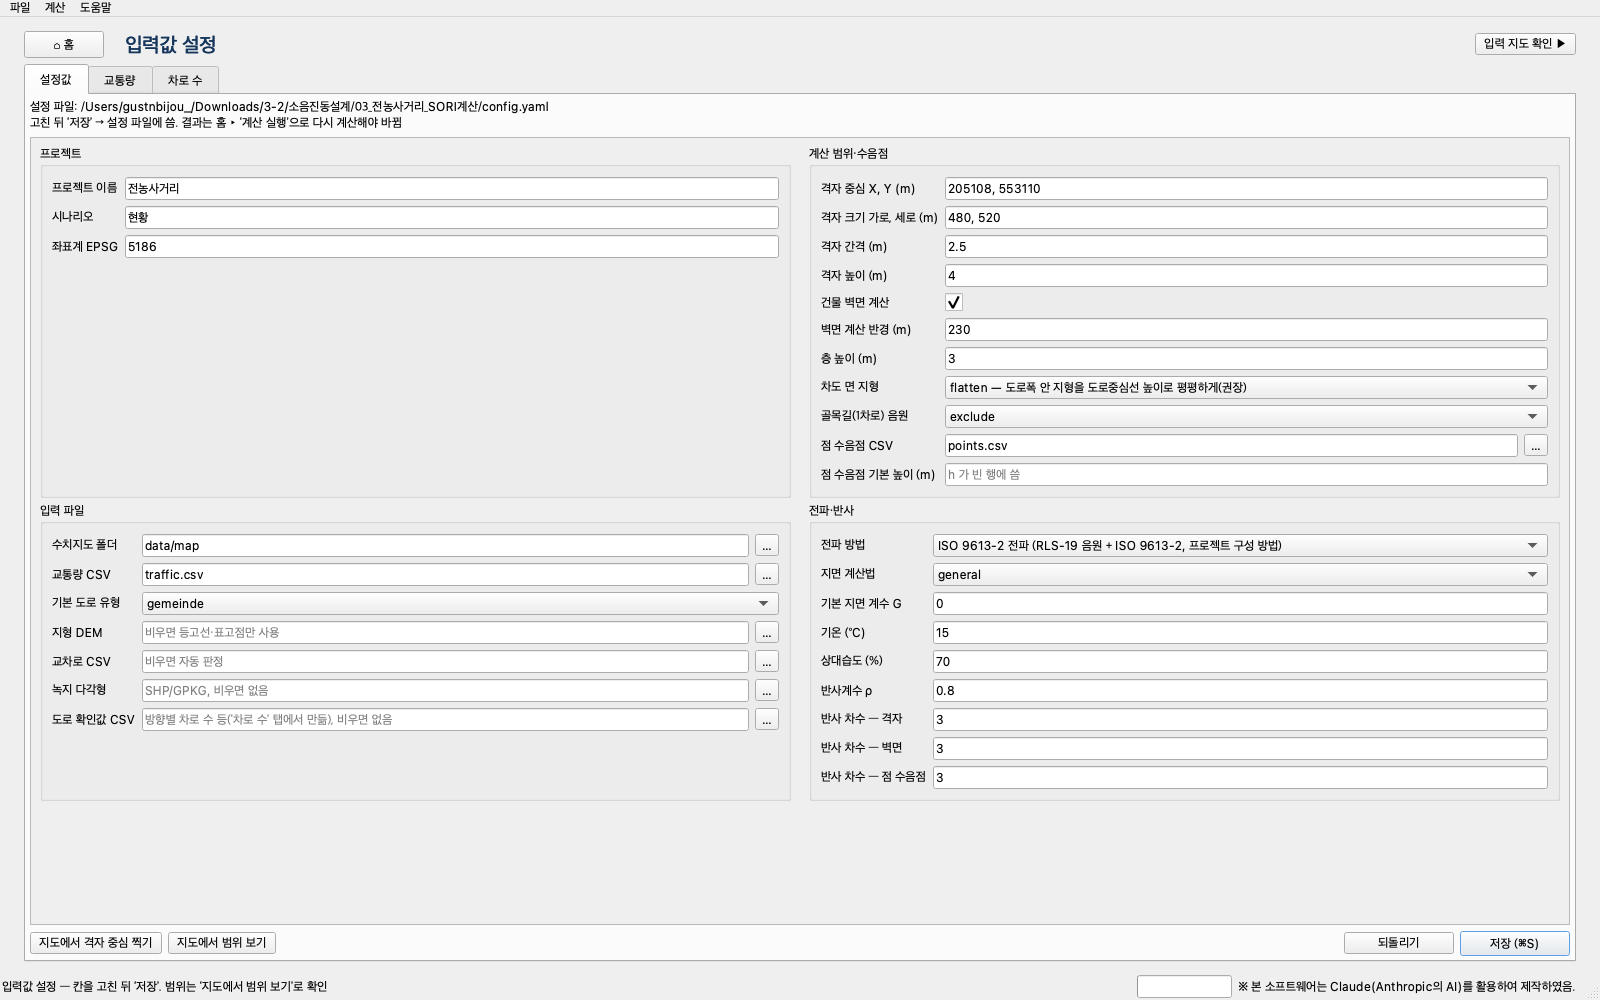 파일 계산 도움말
⌂ 홈
입력값 설정
입력 지도 확인 ▶
설정값 교통량 차로 수
설정 파일: /Users/gustnbijou_/Downloads/3-2/소음진동설계/03_전농사거리_SORI계산/config.yaml
고친 뒤 '저장' → 설정 파일에 씀. 결과는 홈 ▸ '계산 실행'으로 다시 계산해야 바뀜
프로젝트
프로젝트 이름 전농사거리
시나리오 현황
좌표계 EPSG 5186
계산 범위·수음점
격자 중심 X, Y (m) 205108, 553110
격자 크기 가로, 세로 (m) 480, 520
격자 간격 (m) 2.5
격자 높이 (m) 4
건물 벽면 계산 ✓
벽면 계산 반경 (m) 230
층 높이 (m) 3
차도 면 지형 flatten — 도로폭 안 지형을 도로중심선 높이로 평평하게(권장)
골목길(1차로) 음원 exclude
점 수음점 CSV points.csv ...
점 수음점 기본 높이 (m) h 가 빈 행에 씀
입력 파일
수치지도 폴더 data/map ...
교통량 CSV traffic.csv ...
기본 도로 유형 gemeinde
지형 DEM 비우면 등고선·표고점만 사용 ...
교차로 CSV 비우면 자동 판정 ...
녹지 다각형 SHP/GPKG, 비우면 없음 ...
도로 확인값 CSV 방향별 차로 수 등('차로 수' 탭에서 만듦), 비우면 없음 ...
전파·반사
전파 방법 ISO 9613-2 전파 (RLS-19 음원 + ISO 9613-2, 프로젝트 구성 방법)
지면 계산법 general
기본 지면 계수 G 0
기온 (℃) 15
상대습도 (%) 70
반사계수 ρ 0.8
반사 차수 — 격자 3
반사 차수 — 벽면 3
반사 차수 — 점 수음점 3
지도에서 격자 중심 찍기 지도에서 범위 보기
되돌리기 저장 (⌘S)
입력값 설정 — 칸을 고친 뒤 '저장'. 범위는 '지도에서 범위 보기'로 확인
※ 본 소프트웨어는 Claude(Anthropic의 AI)를 활용하여 제작하였음.